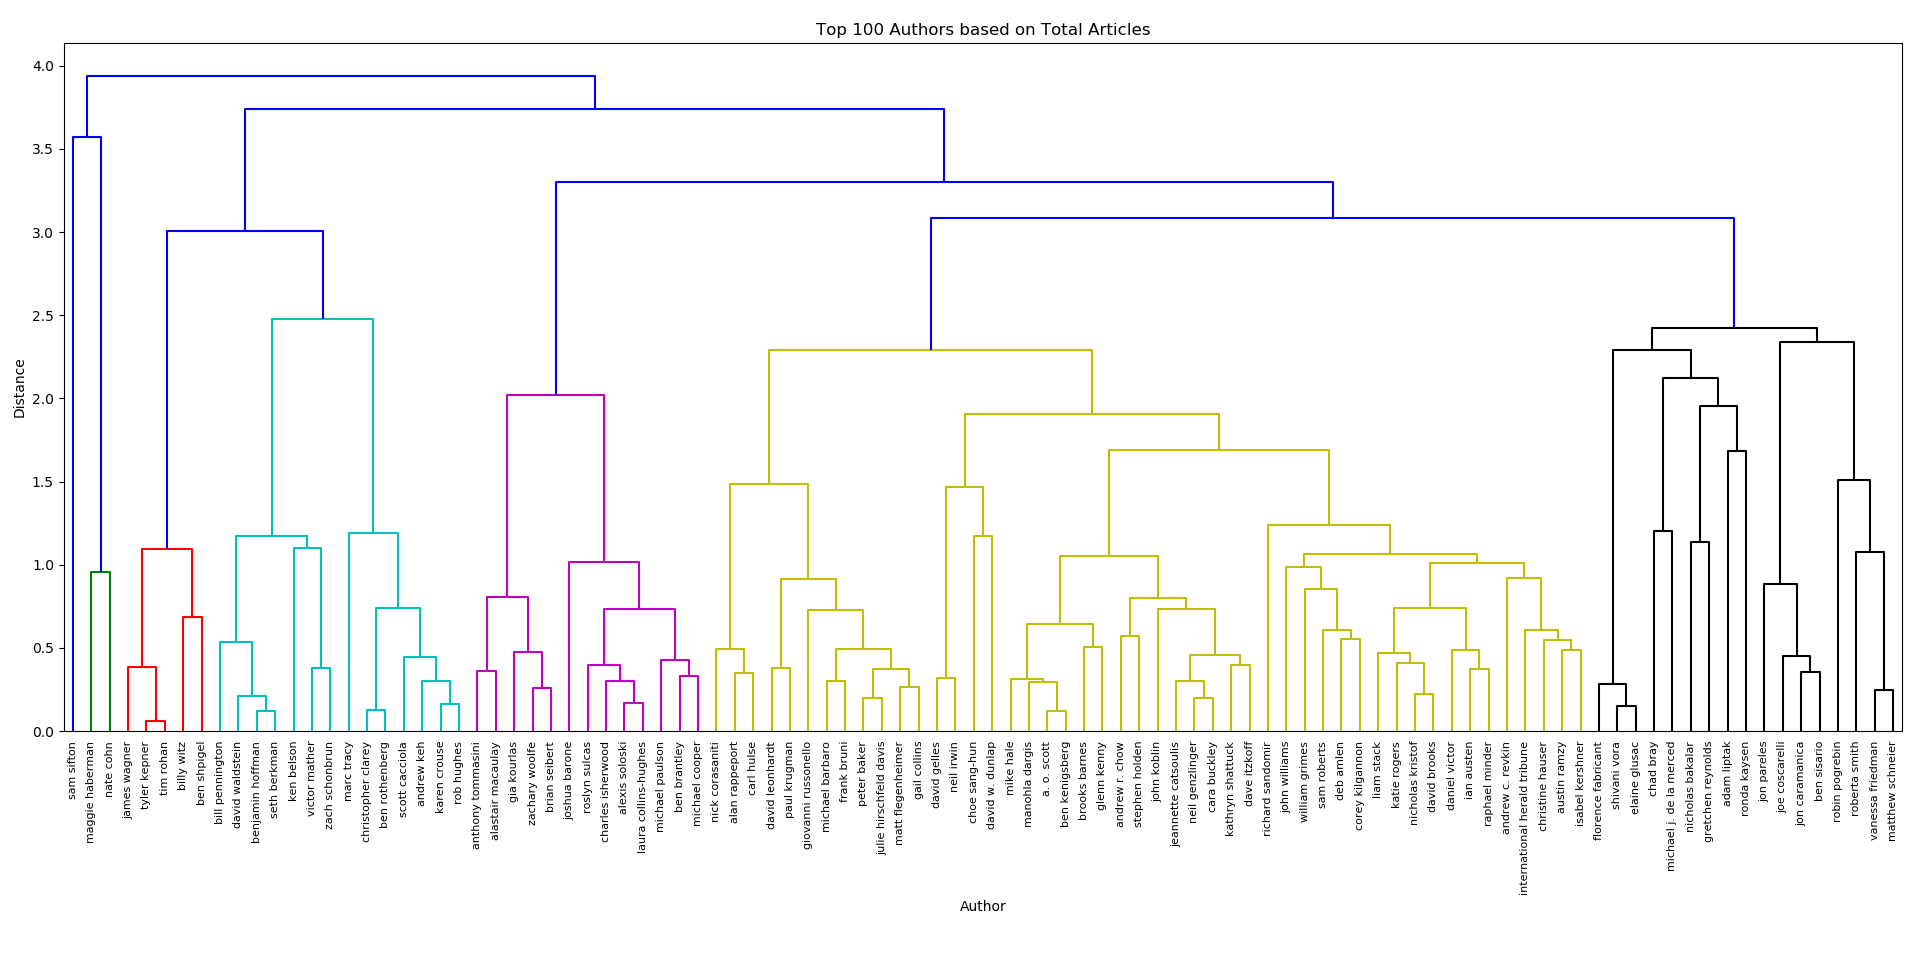 Top 100 Authors based on Total Articles
4.0
3.5
3.0
2.5
2.0
1.5
1.0
0.5
0.0
Distance
sam sifton
maggie haberman
nate cohn
james wagner
tyler kepner
tim rohan
billy witz
ben shpigel
bill pennington
david waldstein
benjamin hoffman
seth berkman
ken belson
victor mather
zach schonbrun
marc tracy
christopher clarey
ben rothenberg
scott cacciola
andrew keh
karen crouse
rob hughes
anthony tommasini
alastair macaulay
gia kourlas
zachary woolfe
brian seibert
joshua barone
roslyn sulcas
charles isherwood
alexis soloski
laura collins-hughes
michael paulson
ben brantley
michael cooper
nick corasaniti
alan rappeport
carl hulse
david leonhardt
paul krugman
giovanni russonello
michael barbaro
frank bruni
peter baker
julie hirschfeld davis
matt flegenheimer
gail collins
david gelles
neil irwin
choe sang-hun
david w. dunlap
mike hale
manohla dargis
a. o. scott
ben kenigsberg
brooks barnes
glenn kenny
andrew r. chow
stephen holden
john koblin
jeannette catsoulis
neil genzlinger
cara buckley
kathryn shattuck
dave itzkoff
richard sandomir
john williams
william grimes
sam roberts
deb amlen
corey kilgannon
liam stack
katie rogers
nicholas kristof
david brooks
daniel victor
ian austen
raphael minder
andrew c. revkin
international herald tribune
christine hauser
austin ramzy
isabel kershner
florence fabricant
shivani vora
elaine glusac
chad bray
michael j. de la merced
nicholas bakalar
gretchen reynolds
adam liptak
ronda kaysen
jon pareles
joe coscarelli
jon caramanica
ben sisario
robin pogrebin
roberta smith
vanessa friedman
matthew schneier
Author